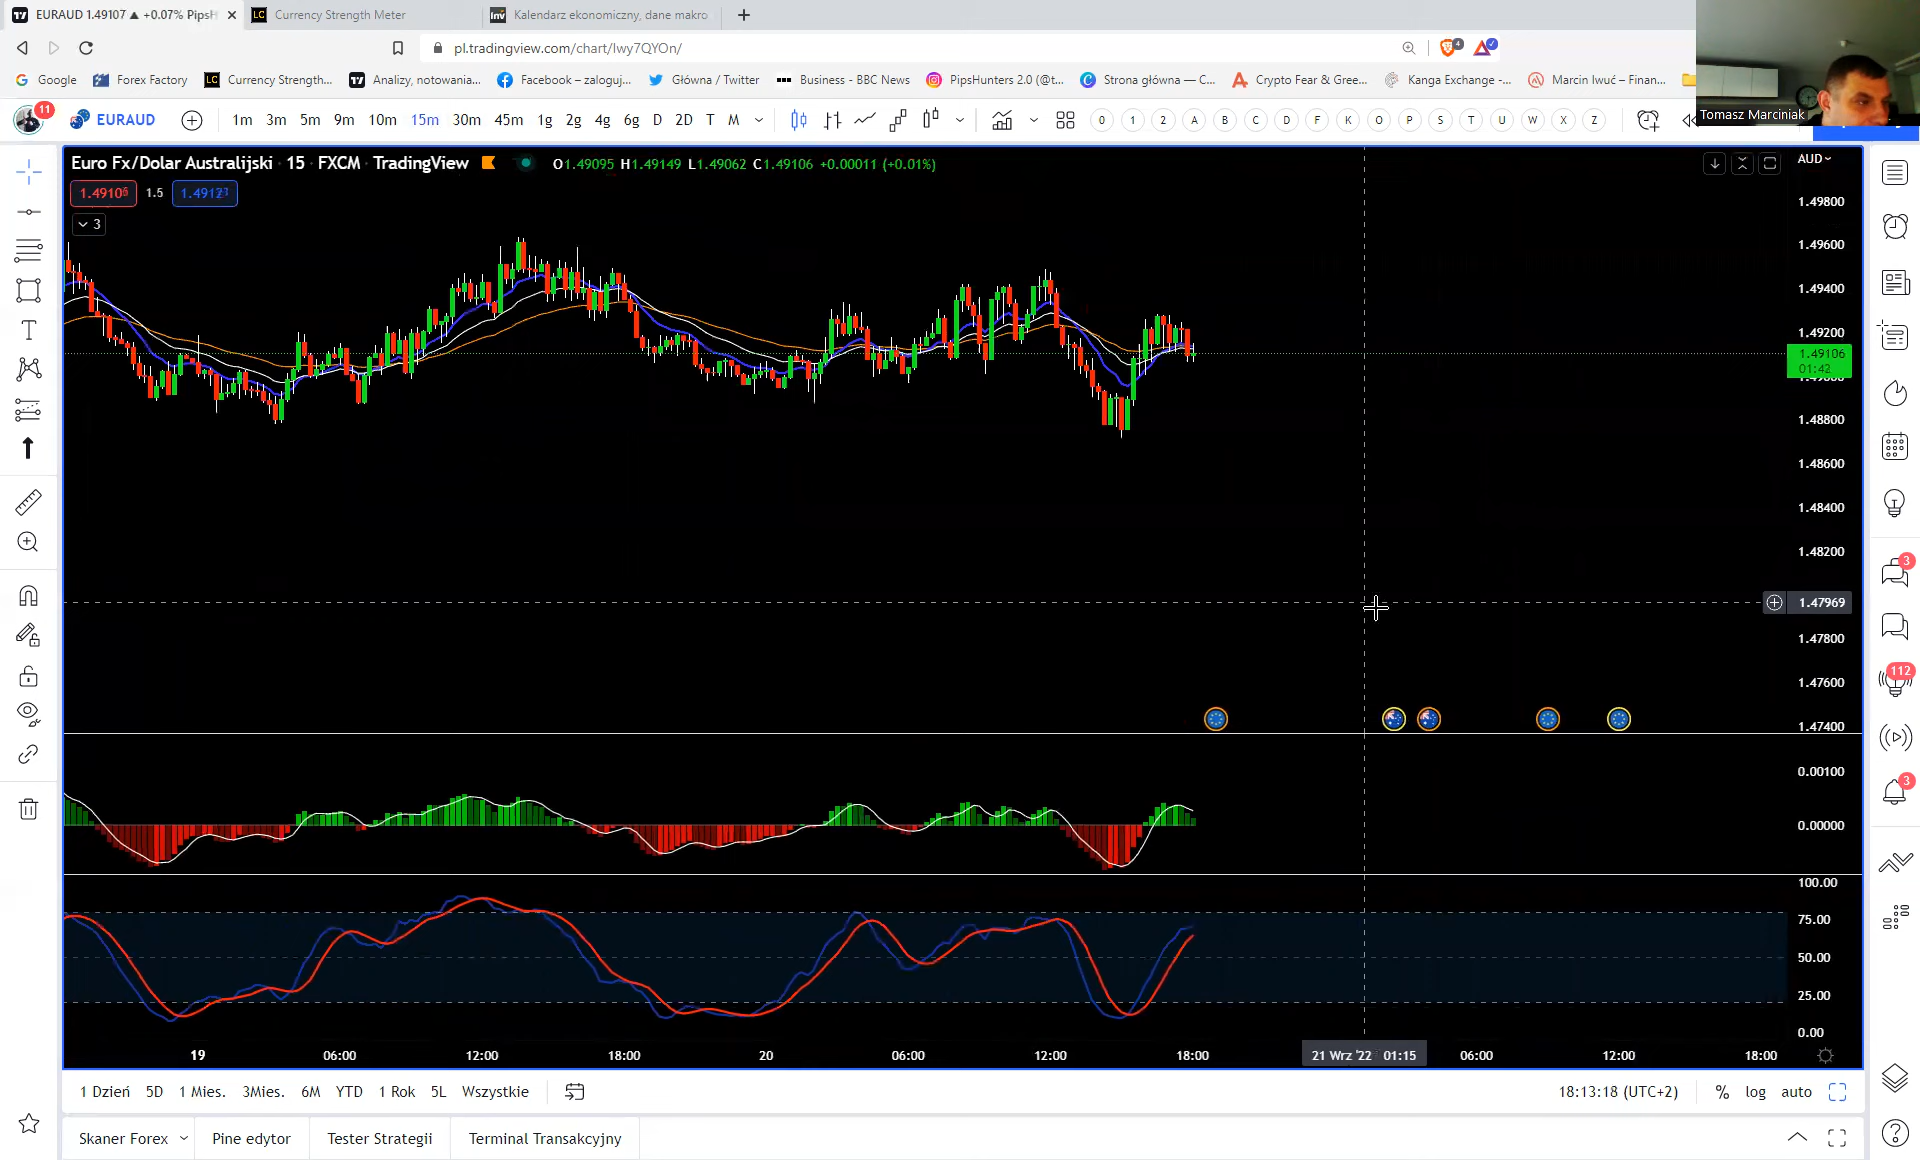 EURAUD 1.49107 ▲ +0.07% PipsH
Currency Strength Meter
Kalendarz ekonomiczny, dane makro
pl.tradingview.com/chart/Iwy7QYOn/
Google Forex Factory Currency Strength... Analizy, notowania... Facebook – zaloguj... Główna / Twitter Business - BBC News PipsHunters 2.0 (@t... Strona główna — C... Crypto Fear & Gree... Kanga Exchange -... Marcin Iwuć – Finan...
Tomasz Marciniak
11 EURAUD 1m 3m 5m 9m 10m 15m 30m 45m 1g 2g 4g 6g D 2D T M 0 1 2 A B C D F K O P S T U W X Z
Euro Fx/Dolar Australijski · 15 · FXCM · TradingView O1.49095 H1.49149 L1.49062 C1.49106 +0.00011 (+0.01%)
AUD
1.49106 1.5 1.49121
3
1.49800
1.49600
1.49400
1.49200
1.49106
01:42
1.48800
1.48600
1.48400
1.48200
1.47969
1.47800
1.47600
1.47400
0.00100
0.00000
100.00
75.00
50.00
25.00
0.00
19 06:00 12:00 18:00 20 06:00 12:00 18:00 21 Wrz '22 01:15 06:00 12:00 18:00
1 Dzień 5D 1 Mies. 3Mies. 6M YTD 1 Rok 5L Wszystkie 18:13:18 (UTC+2) % log auto
Skaner Forex Pine edytor Tester Strategii Terminal Transakcyjny
3
112
3